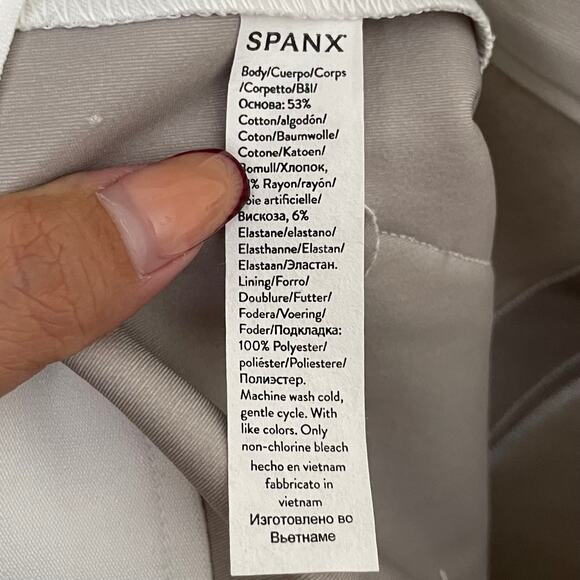 SPANX
Body/Cuerpo/Corps
/Corpetto/Bål/
Основа: 53%
Cotton/algodón/
Coton/Baumwolle/
Cotone/Katoen/
Bomull/Хлопок,
% Rayon/rayón/
oie artificielle/
Вискоза, 6%
Elastane/elastano/
Elasthanne/Elastan/
Elastaan/Эластан.
Lining/Forro/
Doublure/Futter/
Fodera/Voering/
Foder/Подкладка:
100% Polyester/
poliéster/Poliestere/
Полиэстер.
Machine wash cold,
gentle cycle. With
like colors. Only
non-chlorine bleach
hecho en vietnam
fabbricato in
vietnam
Изготовлено во
Вьетнаме